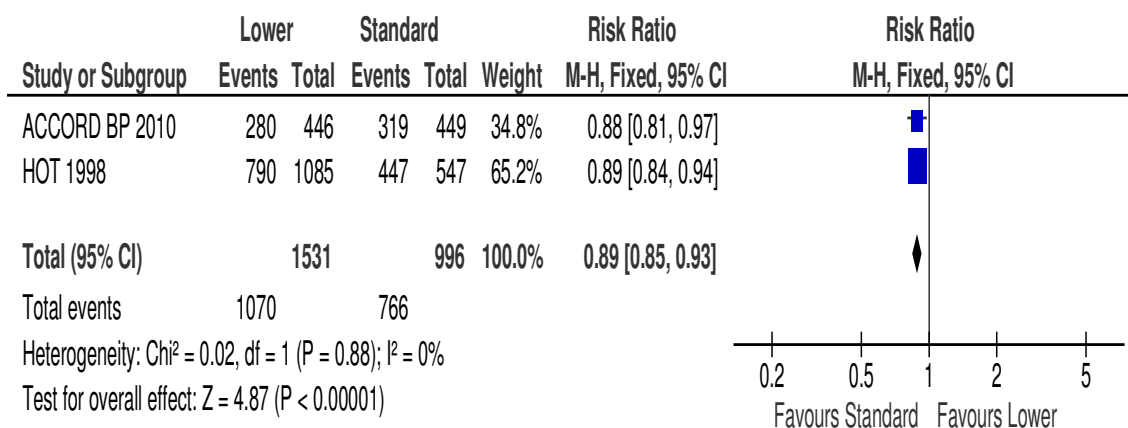 Lower Standard Risk Ratio Risk Ratio
Study or Subgroup Events Total Events Total Weight M-H, Fixed, 95% CI M-H, Fixed, 95% CI
ACCORD BP 2010 280 446 319 449 34.8% 0.88 [0.81, 0.97]
HOT 1998 790 1085 447 547 65.2% 0.89 [0.84, 0.94]
Total (95% CI) 1531 996 100.0% 0.89 [0.85, 0.93]
Total events 1070 766
Heterogeneity: Chi² = 0.02, df = 1 (P = 0.88); I² = 0%
Test for overall effect: Z = 4.87 (P < 0.00001)
0.2 0.5 1 2 5
Favours Standard Favours Lower